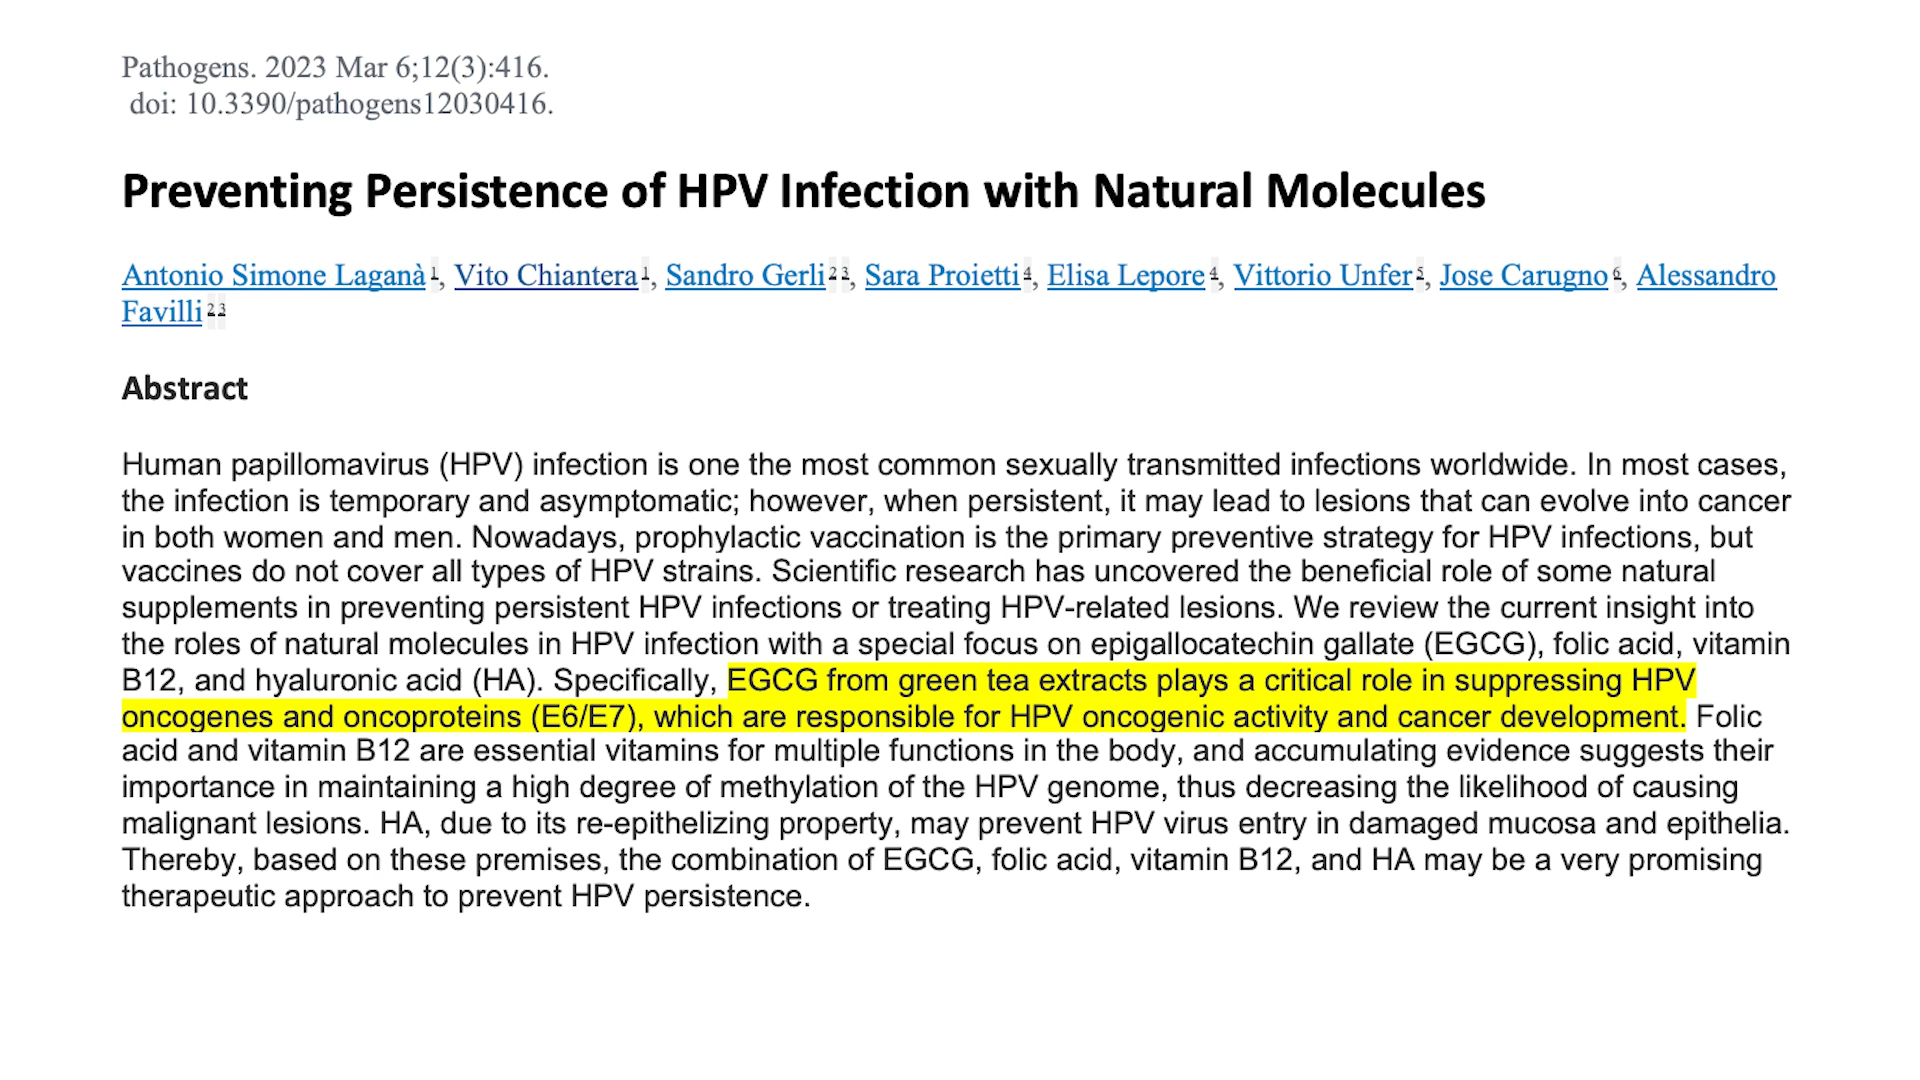 Pathogens. 2023 Mar 6;12(3):416.
doi: 10.3390/pathogens12030416.
Preventing Persistence of HPV Infection with Natural Molecules
Antonio Simone Laganà 1, Vito Chiantera 1, Sandro Gerli 2 3, Sara Proietti 4, Elisa Lepore 4, Vittorio Unfer 5, Jose Carugno 6, Alessandro
Favilli 2 3
Abstract
Human papillomavirus (HPV) infection is one the most common sexually transmitted infections worldwide. In most cases,
the infection is temporary and asymptomatic; however, when persistent, it may lead to lesions that can evolve into cancer
in both women and men. Nowadays, prophylactic vaccination is the primary preventive strategy for HPV infections, but
vaccines do not cover all types of HPV strains. Scientific research has uncovered the beneficial role of some natural
supplements in preventing persistent HPV infections or treating HPV-related lesions. We review the current insight into
the roles of natural molecules in HPV infection with a special focus on epigallocatechin gallate (EGCG), folic acid, vitamin
B12, and hyaluronic acid (HA). Specifically, EGCG from green tea extracts plays a critical role in suppressing HPV
oncogenes and oncoproteins (E6/E7), which are responsible for HPV oncogenic activity and cancer development. Folic
acid and vitamin B12 are essential vitamins for multiple functions in the body, and accumulating evidence suggests their
importance in maintaining a high degree of methylation of the HPV genome, thus decreasing the likelihood of causing
malignant lesions. HA, due to its re-epithelizing property, may prevent HPV virus entry in damaged mucosa and epithelia.
Thereby, based on these premises, the combination of EGCG, folic acid, vitamin B12, and HA may be a very promising
therapeutic approach to prevent HPV persistence.